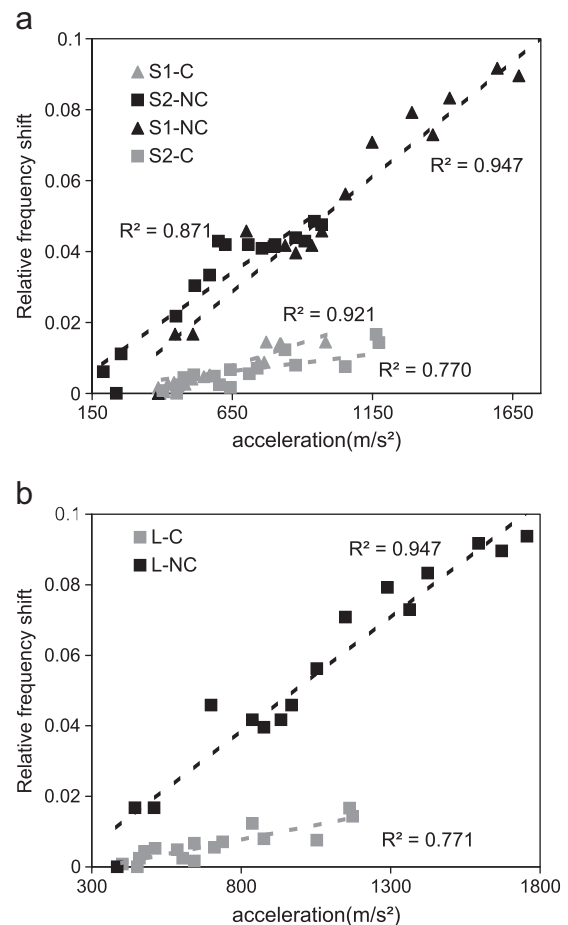 a
0.1
0.08
0.06
0.04
0.02
0
Relative frequency shift
S1-C
S2-NC
S1-NC
S2-C
R² = 0.947
R² = 0.871
R² = 0.921
R² = 0.770
150 650 1150 1650
acceleration(m/s²)
b
0.1
0.08
0.06
0.04
0.02
0
Relative frequency shift
L-C
L-NC
R² = 0.947
R² = 0.771
300 800 1300 1800
acceleration(m/s²)